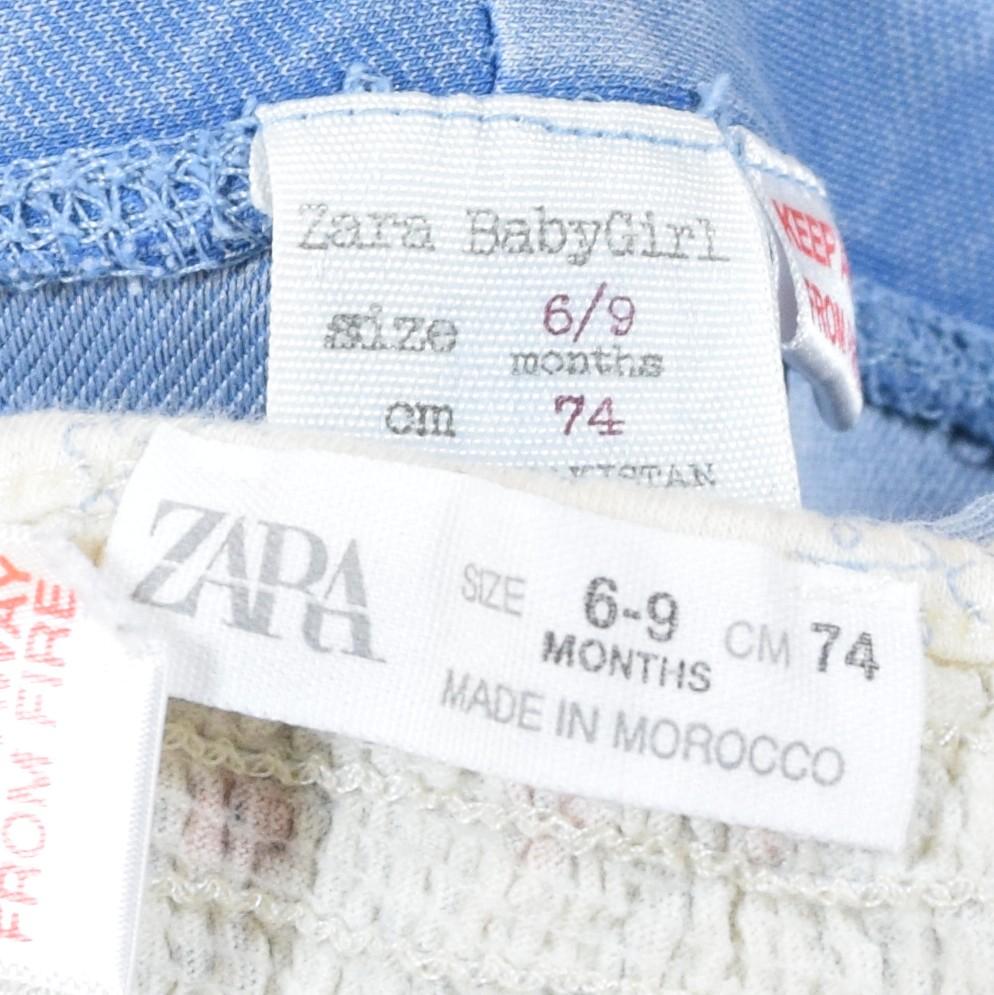 Zara BabyGirl
size 6/9
months
cm 74
KISTAN
KEEP
FROM
ZARA
SIZE 6-9 CM 74
MONTHS
MADE IN MOROCCO
FROM FIRE